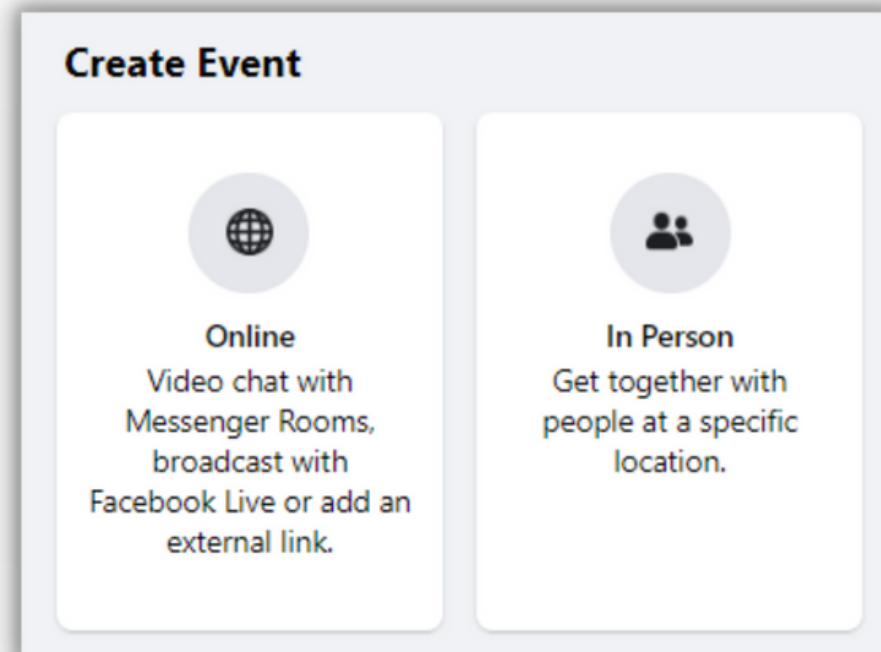 Create Event
Online
Video chat with
Messenger Rooms,
broadcast with
Facebook Live or add an
external link.
In Person
Get together with
people at a specific
location.